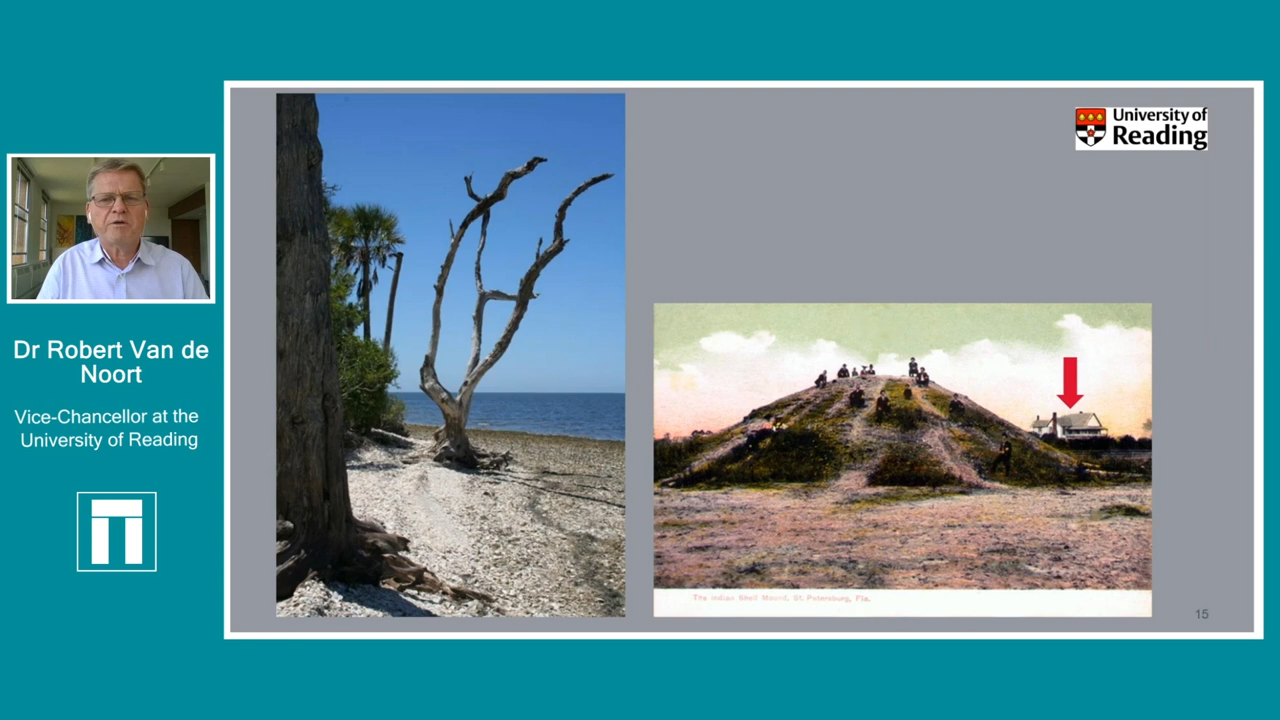 Dr Robert Van de
Noort
Vice-Chancellor at the
University of Reading
University of
Reading
The Indian Shell Mound, St. Petersburg, Fla.
15